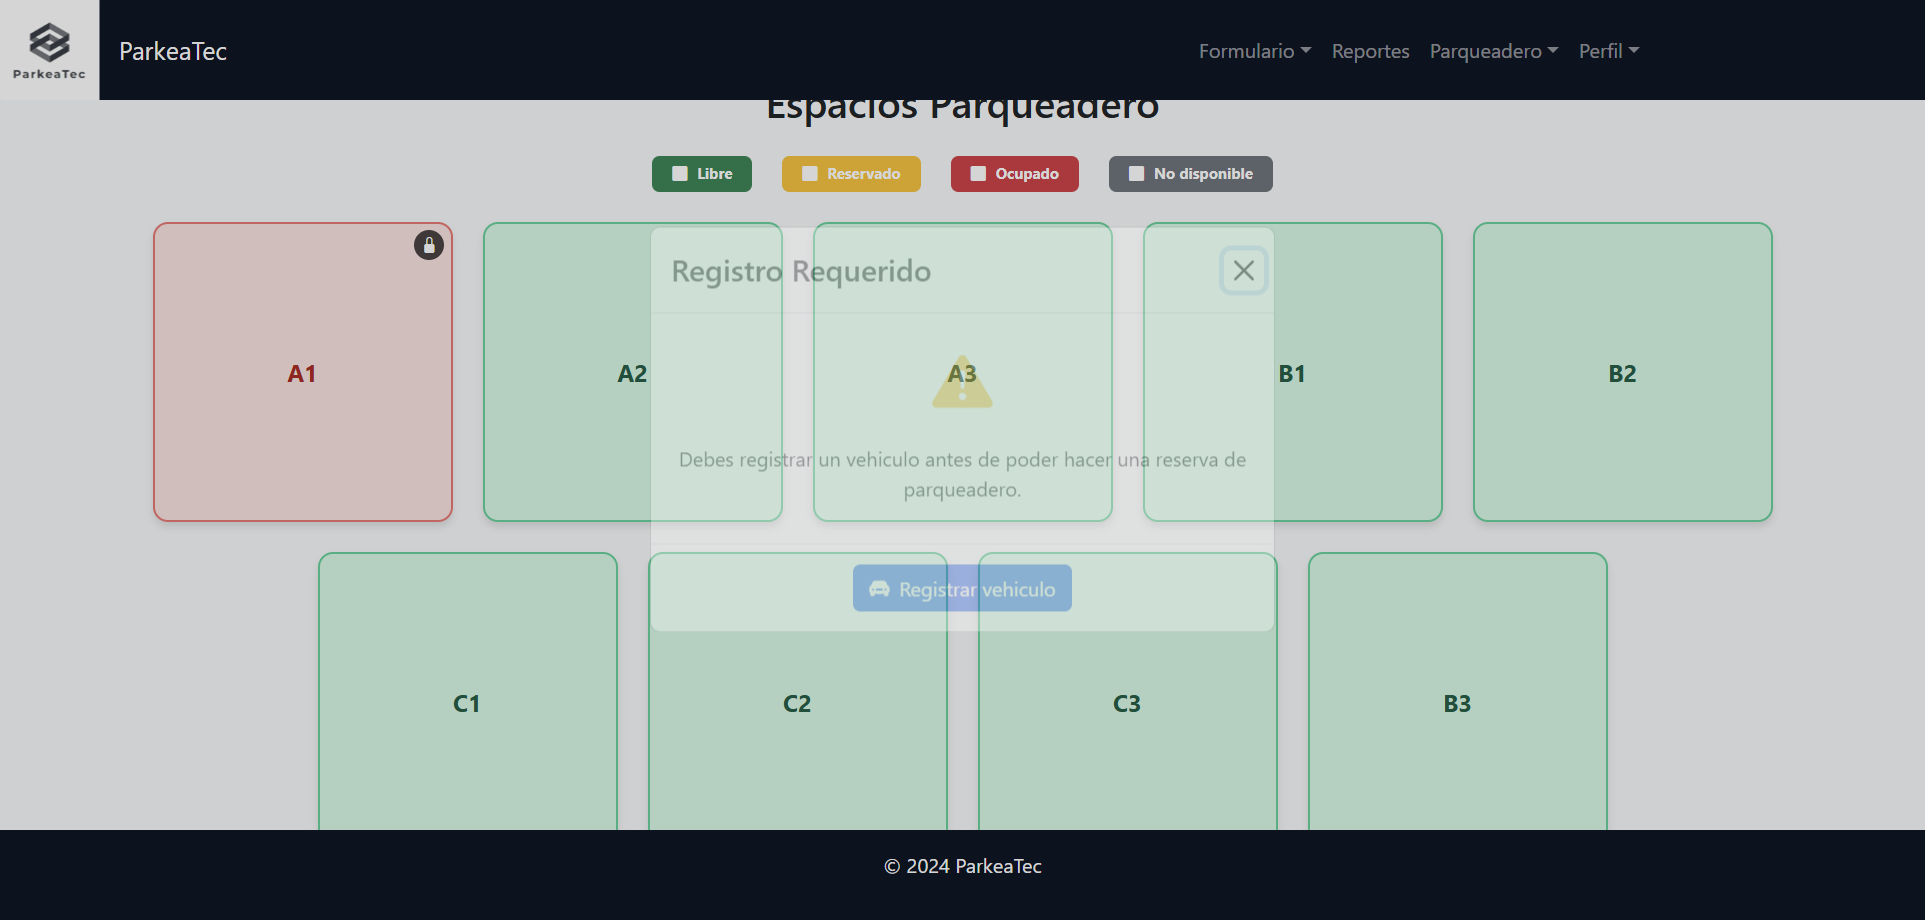 ParkeaTec
ParkeaTec
Formulario
Reportes
Parqueadero
Perfil
Espacios Parqueadero
Libre
Reservado
Ocupado
No disponible
Registro Requerido
A1
A2
A3
B1
B2
Debes registrar un vehiculo antes de poder hacer una reserva de
parqueadero.
Registrar vehiculo
C1
C2
C3
B3
© 2024 ParkeaTec